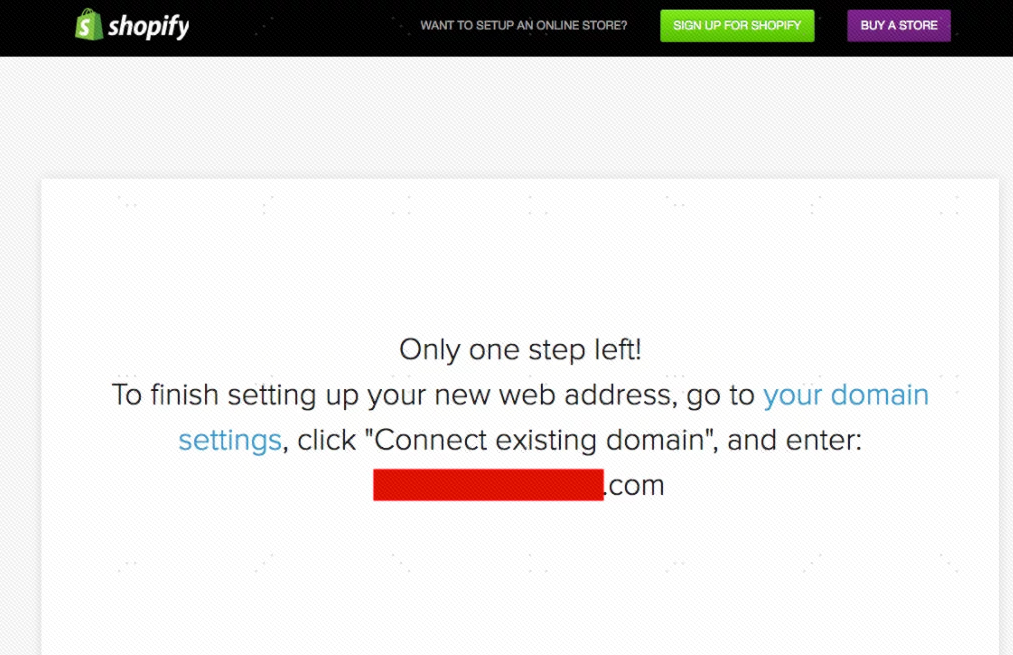 shopify
WANT TO SETUP AN ONLINE STORE?
SIGN UP FOR SHOPIFY
BUY A STORE
Only one step left!
To finish setting up your new web address, go to your domain
settings, click "Connect existing domain", and enter:
.com